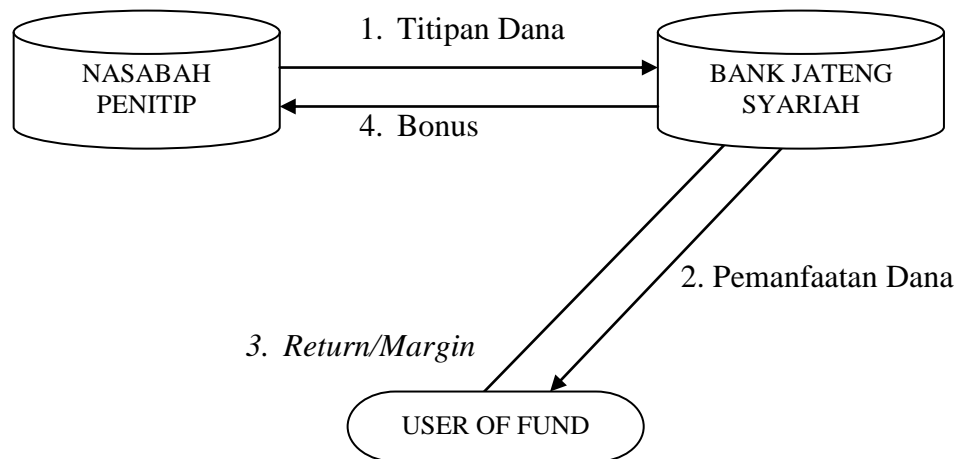 1. Titipan Dana
NASABAH
PENITIP
BANK JATENG
SYARIAH
4. Bonus
2. Pemanfaatan Dana
3. Return/Margin
USER OF FUND